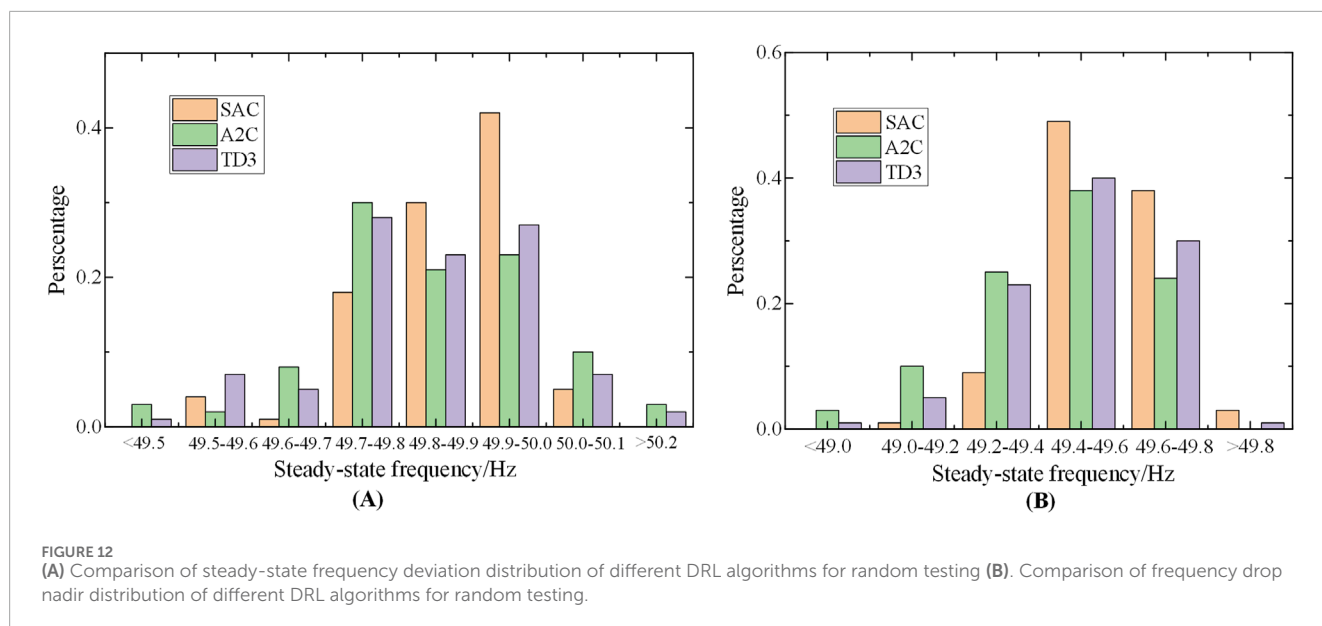 0.4
0.2
0.0
Perscentage
SAC
A2C
TD3
<49.5 49.5-49.6 49.6-49.7 49.7-49.8 49.8-49.9 49.9-50.0 50.0-50.1 >50.2
Steady-state frequency/Hz
(A)
0.6
0.4
0.2
0.0
Perscentage
SAC
A2C
TD3
<49.0 49.0-49.2 49.2-49.4 49.4-49.6 49.6-49.8 >49.8
Steady-state frequency/Hz
(B)
FIGURE 12
(A) Comparison of steady-state frequency deviation distribution of different DRL algorithms for random testing (B). Comparison of frequency drop
nadir distribution of different DRL algorithms for random testing.